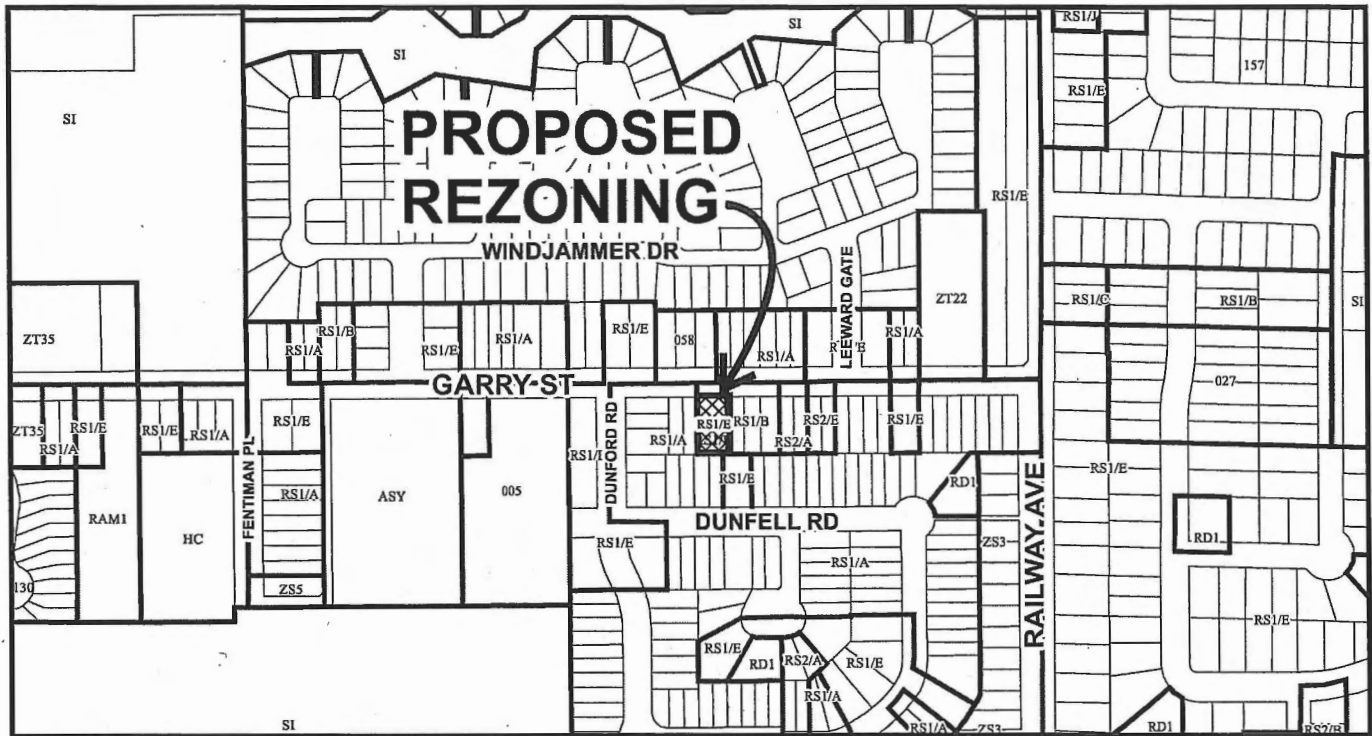 SI
RS1/J
SI
157
SI
RS1/E
PROPOSED
REZONING
RS1/E
WINDJAMMER DR
LEEWARD GATE
ZT22
RS1/C
RS1/B
SI
ZT35
RS1/A
RS1/B
RS1/E
RS1/A
RS1/E
058
RS1/A
RS1/A
027
GARRY ST
ZT35
RS1/A
RS1/E
RS1/E
RS1/A
FENTIMAN PL
RS1/E
DUNFORD RD
RS1/A
RS1/E
RS1/B
RS2/A
RS2/E
RS1/E
RS1/A
ASY
005
RS1/E
RS1/E
RAM1
HC
RD1
RAILWAY AVE
DUNFELL RD
RS1/E
RS1/A
ZS3
RD1
130
ZS5
RS1/E
RD1
RS2/A
RS1/E
RS1/E
RS1/A
SI
RS1/A
ZS3
RD1
RS2/B